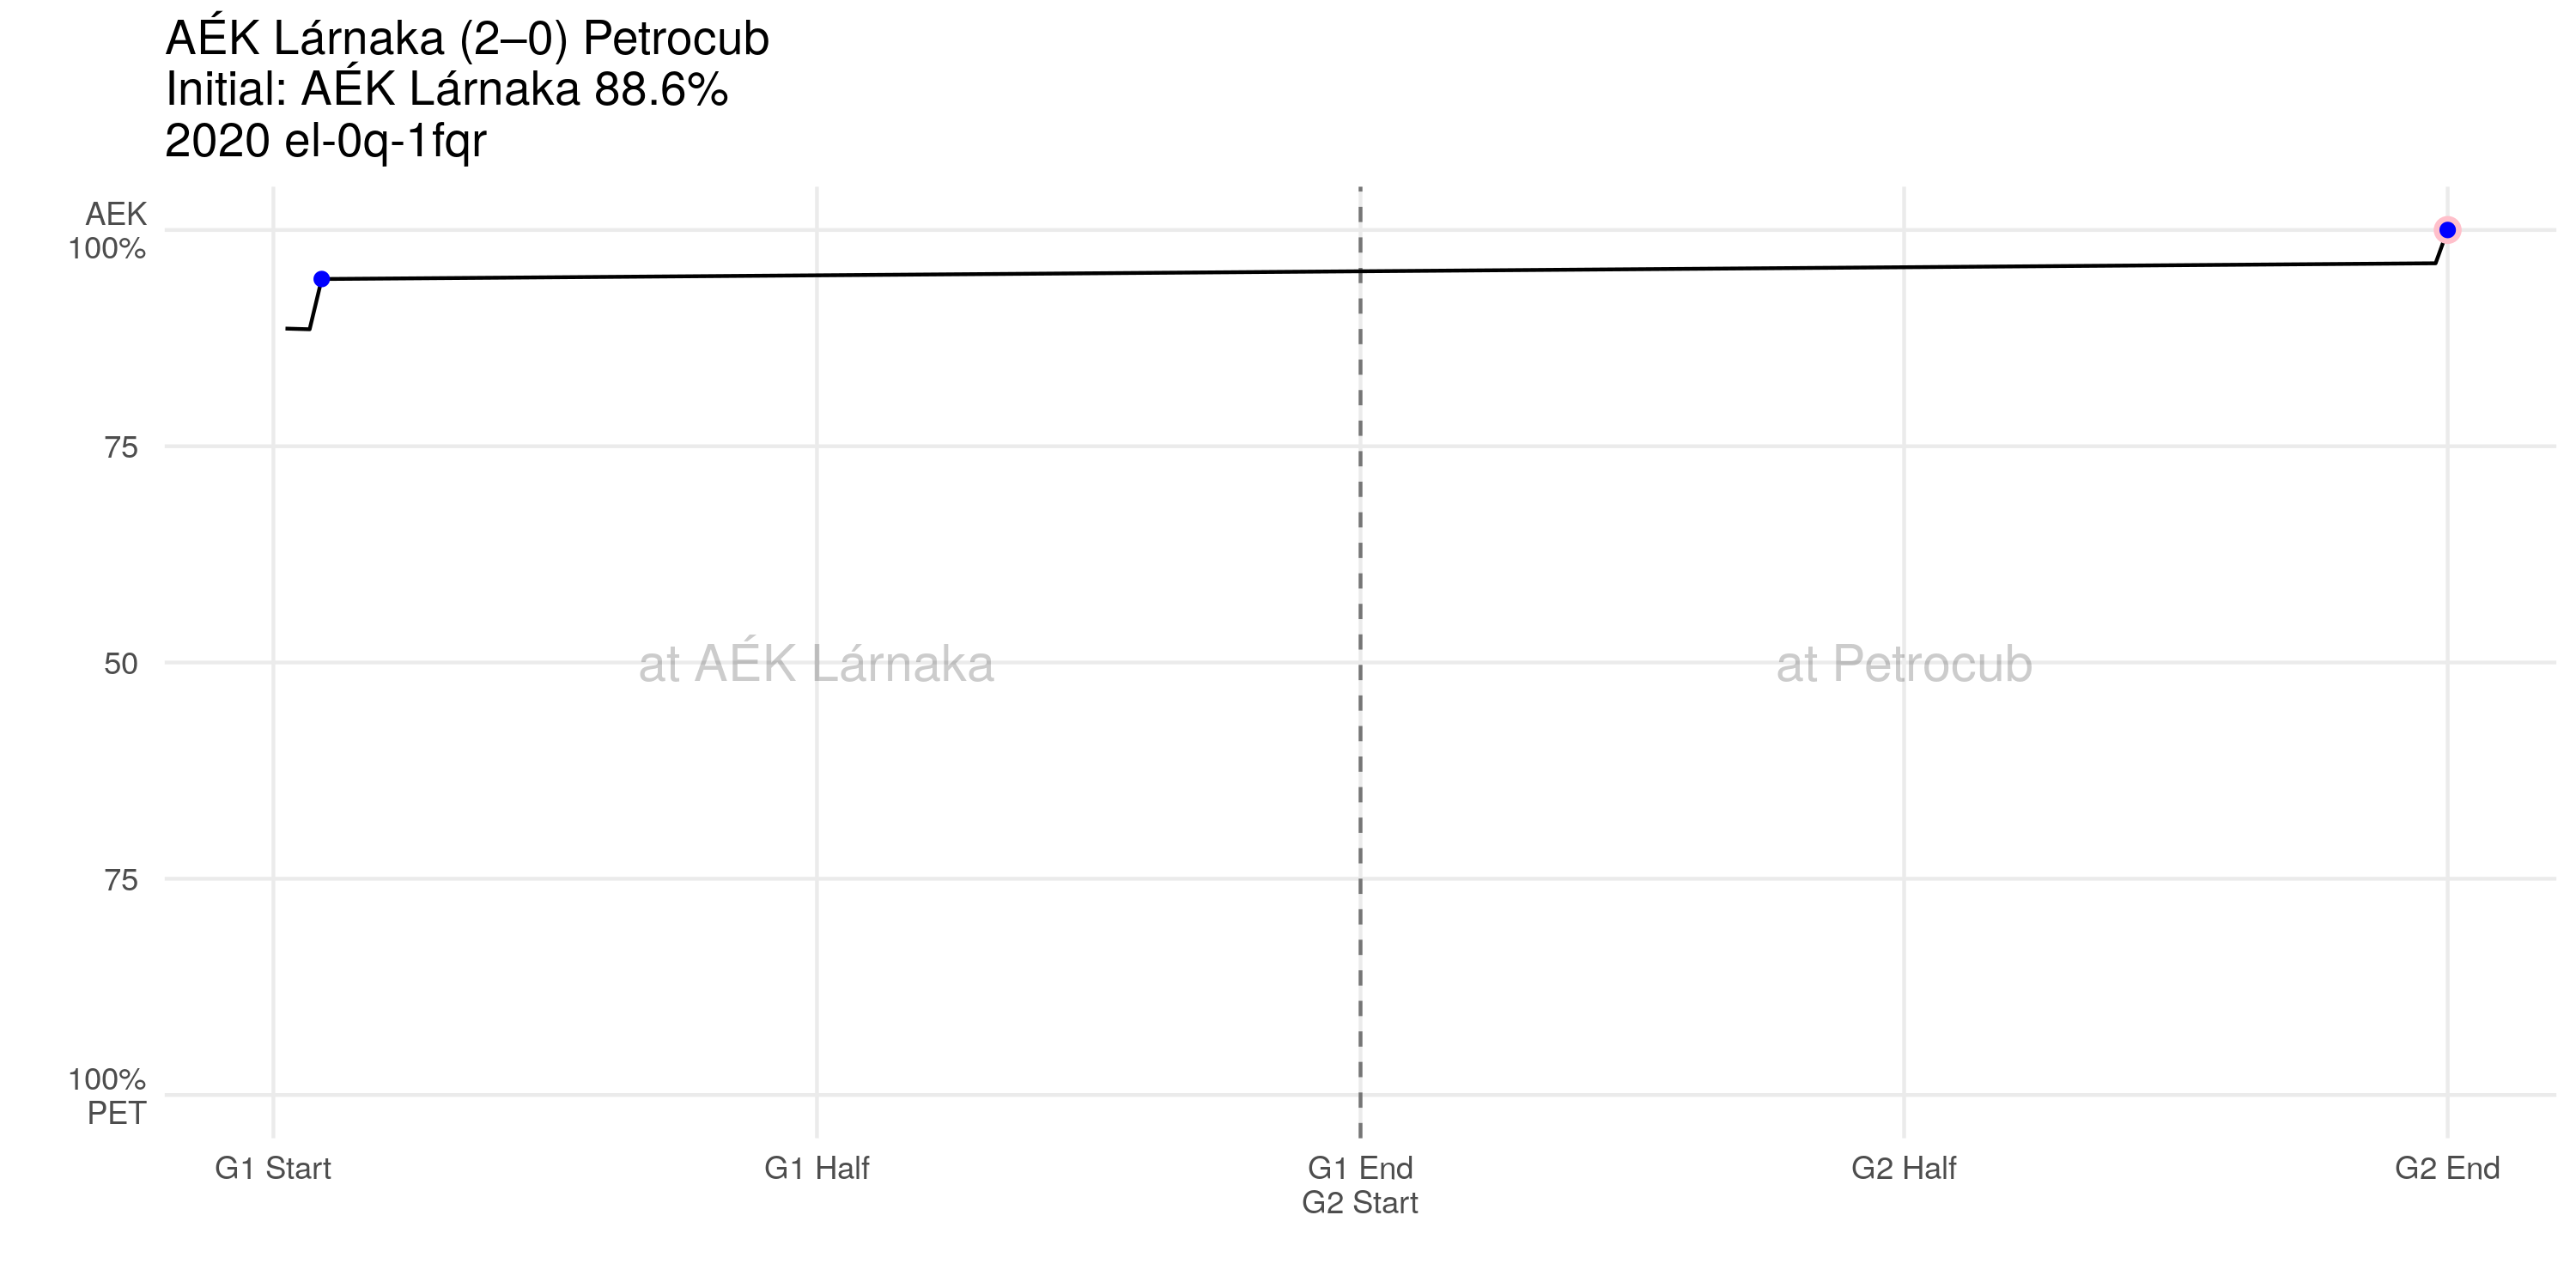 AÉK Lárnaka (2–0) Petrocub
Initial: AÉK Lárnaka 88.6%
2020 el-0q-1fqr
AEK
100%
75
50
75
100%
PET
at AÉK Lárnaka
at Petrocub
G1 Start
G1 Half
G1 End
G2 Start
G2 Half
G2 End